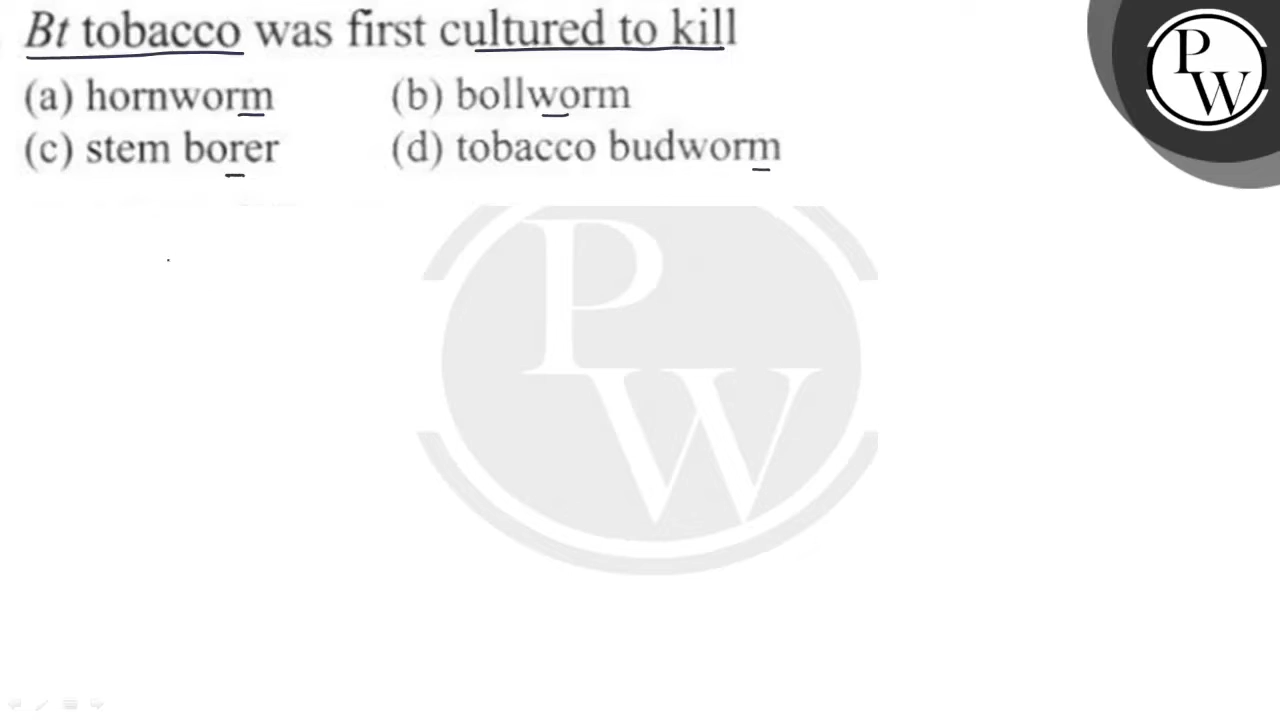 Bt tobacco was first cultured to kill
(a) hornworm (b) bollworm
(c) stem borer (d) tobacco budworm
P
W
P
W